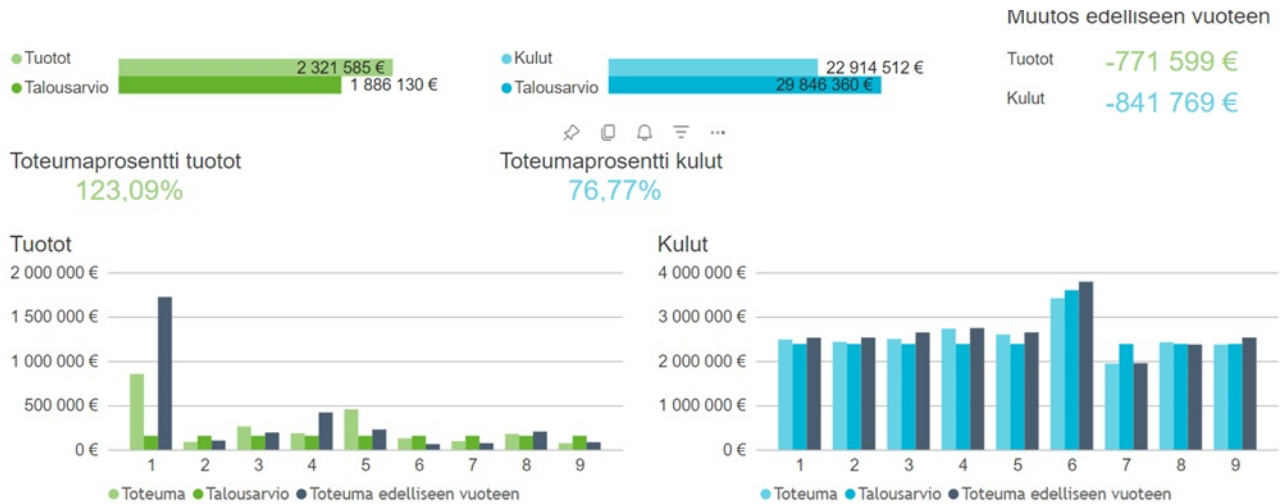 Muutos edelliseen vuoteen
Tuotot
2 321 585 €
Talousarvio
1 886 130 €
Kulut
22 914 512 €
Talousarvio
29 846 360 €
Tuotot
-771 599 €
Kulut
-841 769 €
Toteumaprosentti tuotot
123,09%
Toteumaprosentti kulut
76,77%
Tuotot
2 000 000 €
1 500 000 €
1 000 000 €
500 000 €
0 €
1 2 3 4 5 6 7 8 9
Toteuma Talousarvio Toteuma edelliseen vuoteen
Kulut
4 000 000 €
3 000 000 €
2 000 000 €
1 000 000 €
0 €
1 2 3 4 5 6 7 8 9
Toteuma Talousarvio Toteuma edelliseen vuoteen